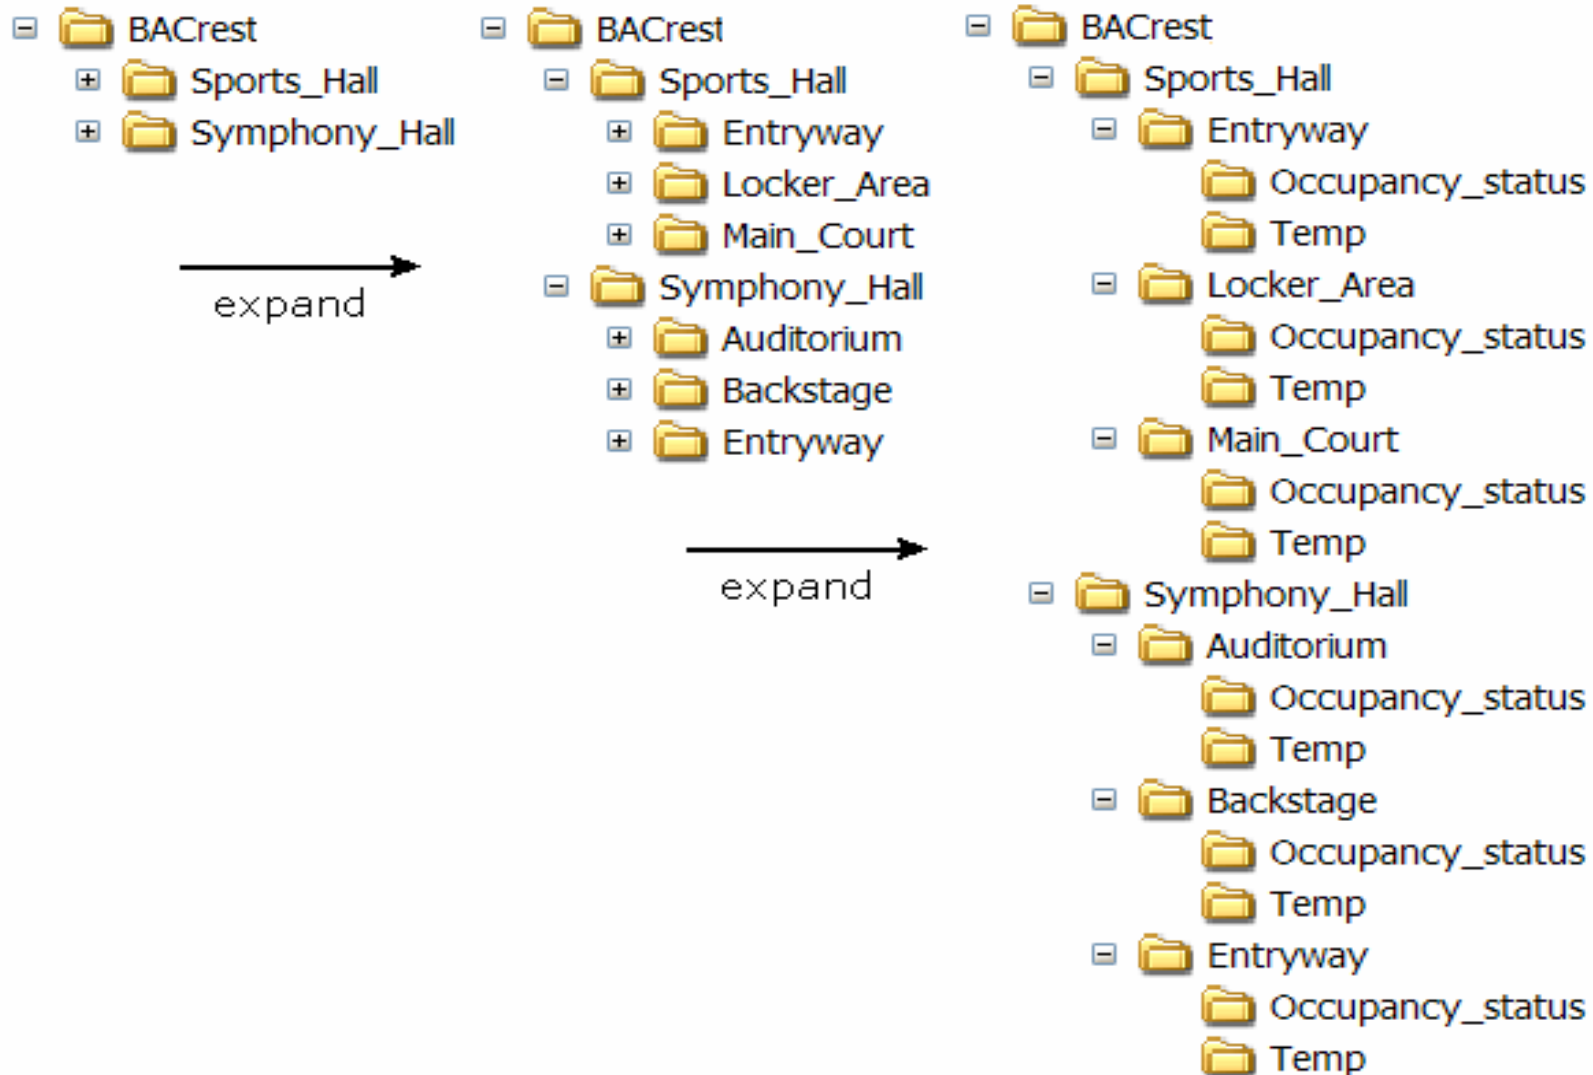 BACrest
Sports_Hall
Symphony_Hall
expand
BACrest
Sports_Hall
Entryway
Locker_Area
Main_Court
Symphony_Hall
Auditorium
Backstage
Entryway
expand
BACrest
Sports_Hall
Entryway
Occupancy_status
Temp
Locker_Area
Occupancy_status
Temp
Main_Court
Occupancy_status
Temp
Symphony_Hall
Auditorium
Occupancy_status
Temp
Backstage
Occupancy_status
Temp
Entryway
Occupancy_status
Temp